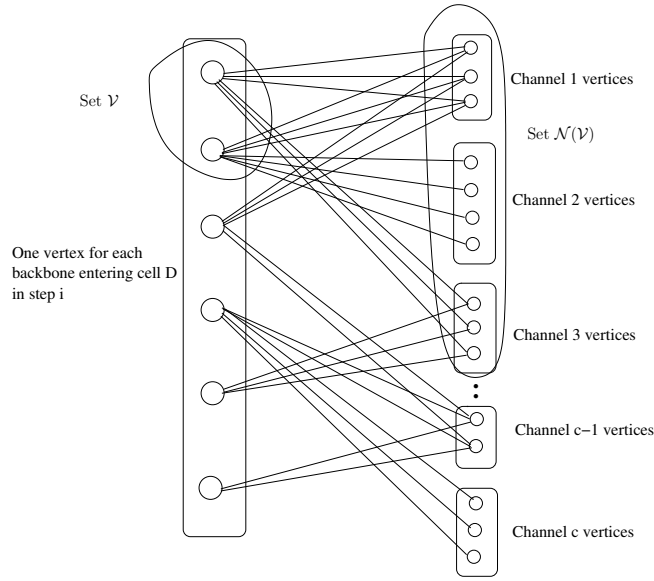 Set 𝒱
Channel 1 vertices
Set 𝒩(𝒱)
Channel 2 vertices
One vertex for each
backbone entering cell D
in step i
Channel 3 vertices
Channel c−1 vertices
Channel c vertices